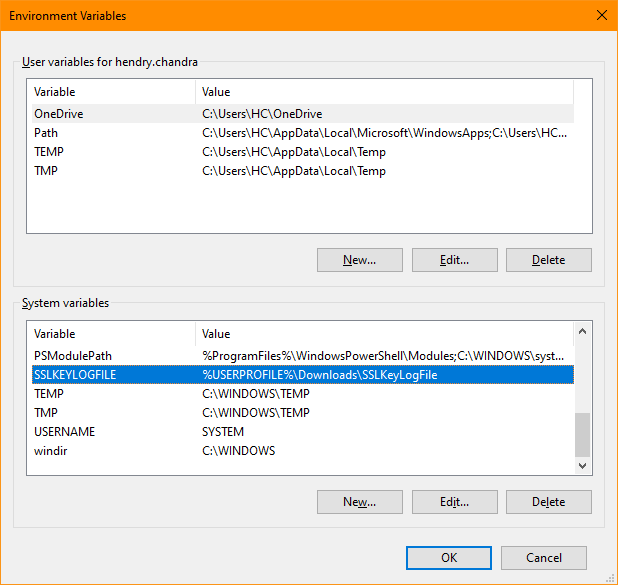 Environment Variables
User variables for hendry.chandra
Variable Value
OneDrive C:\Users\HC\OneDrive
Path C:\Users\HC\AppData\Local\Microsoft\WindowsApps;C:\Users\HC...
TEMP C:\Users\HC\AppData\Local\Temp
TMP C:\Users\HC\AppData\Local\Temp
New... Edit... Delete
System variables
Variable Value
PSModulePath %ProgramFiles%\WindowsPowerShell\Modules;C:\WINDOWS\syst...
SSLKEYLOGFILE %USERPROFILE%\Downloads\SSLKeyLogFile
TEMP C:\WINDOWS\TEMP
TMP C:\WINDOWS\TEMP
USERNAME SYSTEM
windir C:\WINDOWS
New... Edit... Delete
OK Cancel